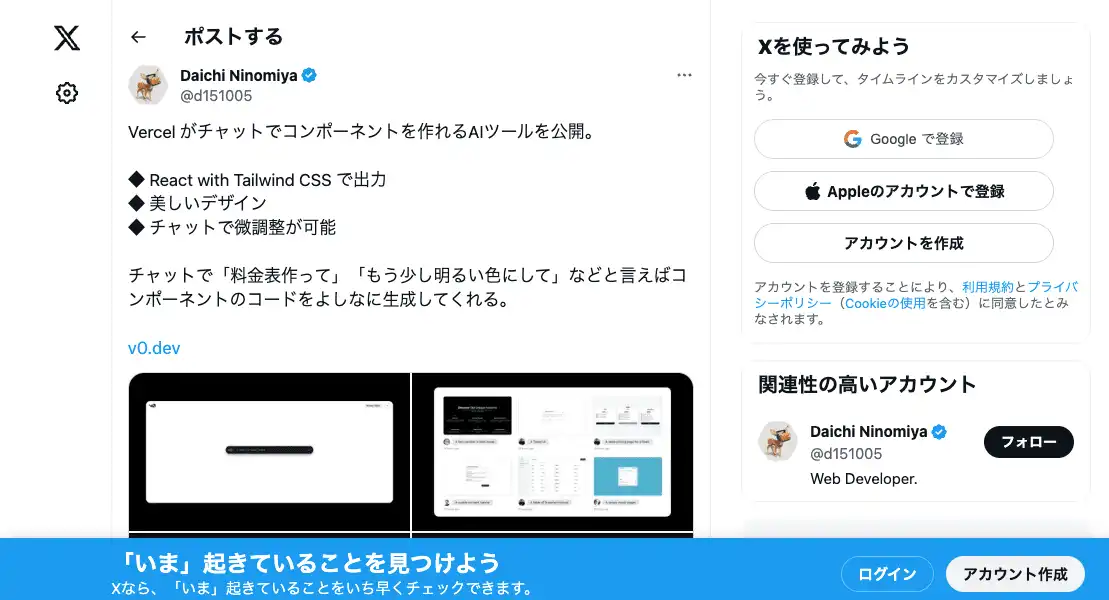 ポストする
Daichi Ninomiya
@d151005
Vercel がチャットでコンポーネントを作れるAIツールを公開。
◆ React with Tailwind CSS で出力
◆ 美しいデザイン
◆ チャットで微調整が可能
チャットで「料金表作って」「もう少し明るい色にして」などと言えばコ
ンポーネントのコードをよしなに生成してくれる。
v0.dev
Xを使ってみよう
今すぐ登録して、タイムラインをカスタマイズしましょ
う。
Google で登録
Appleのアカウントで登録
アカウントを作成
アカウントを登録することにより、利用規約とプライバ
シーポリシー（Cookieの使用を含む）に同意したとみ
なされます。
関連性の高いアカウント
Daichi Ninomiya
@d151005
フォロー
Web Developer.
「いま」起きていることを見つけよう
Xなら、「いま」起きていることをいち早くチェックできます。
ログイン
アカウント作成